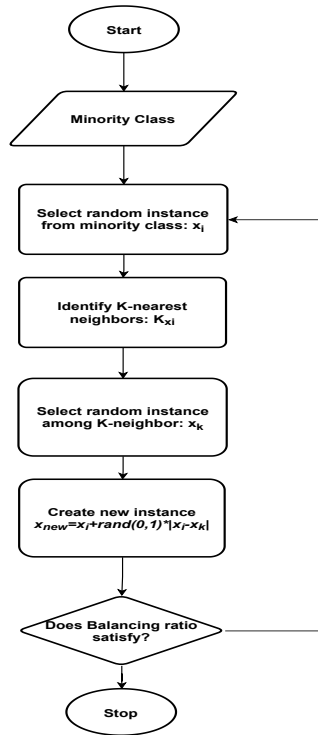 Start
Minority Class
Select random instance
from minority class: xi
Identify K-nearest
neighbors: Kxi
Select random instance
among K-neighbor: xk
Create new instance
xnew=xi+rand(0,1)*|xi-xk|
Does Balancing ratio
satisfy?
Stop